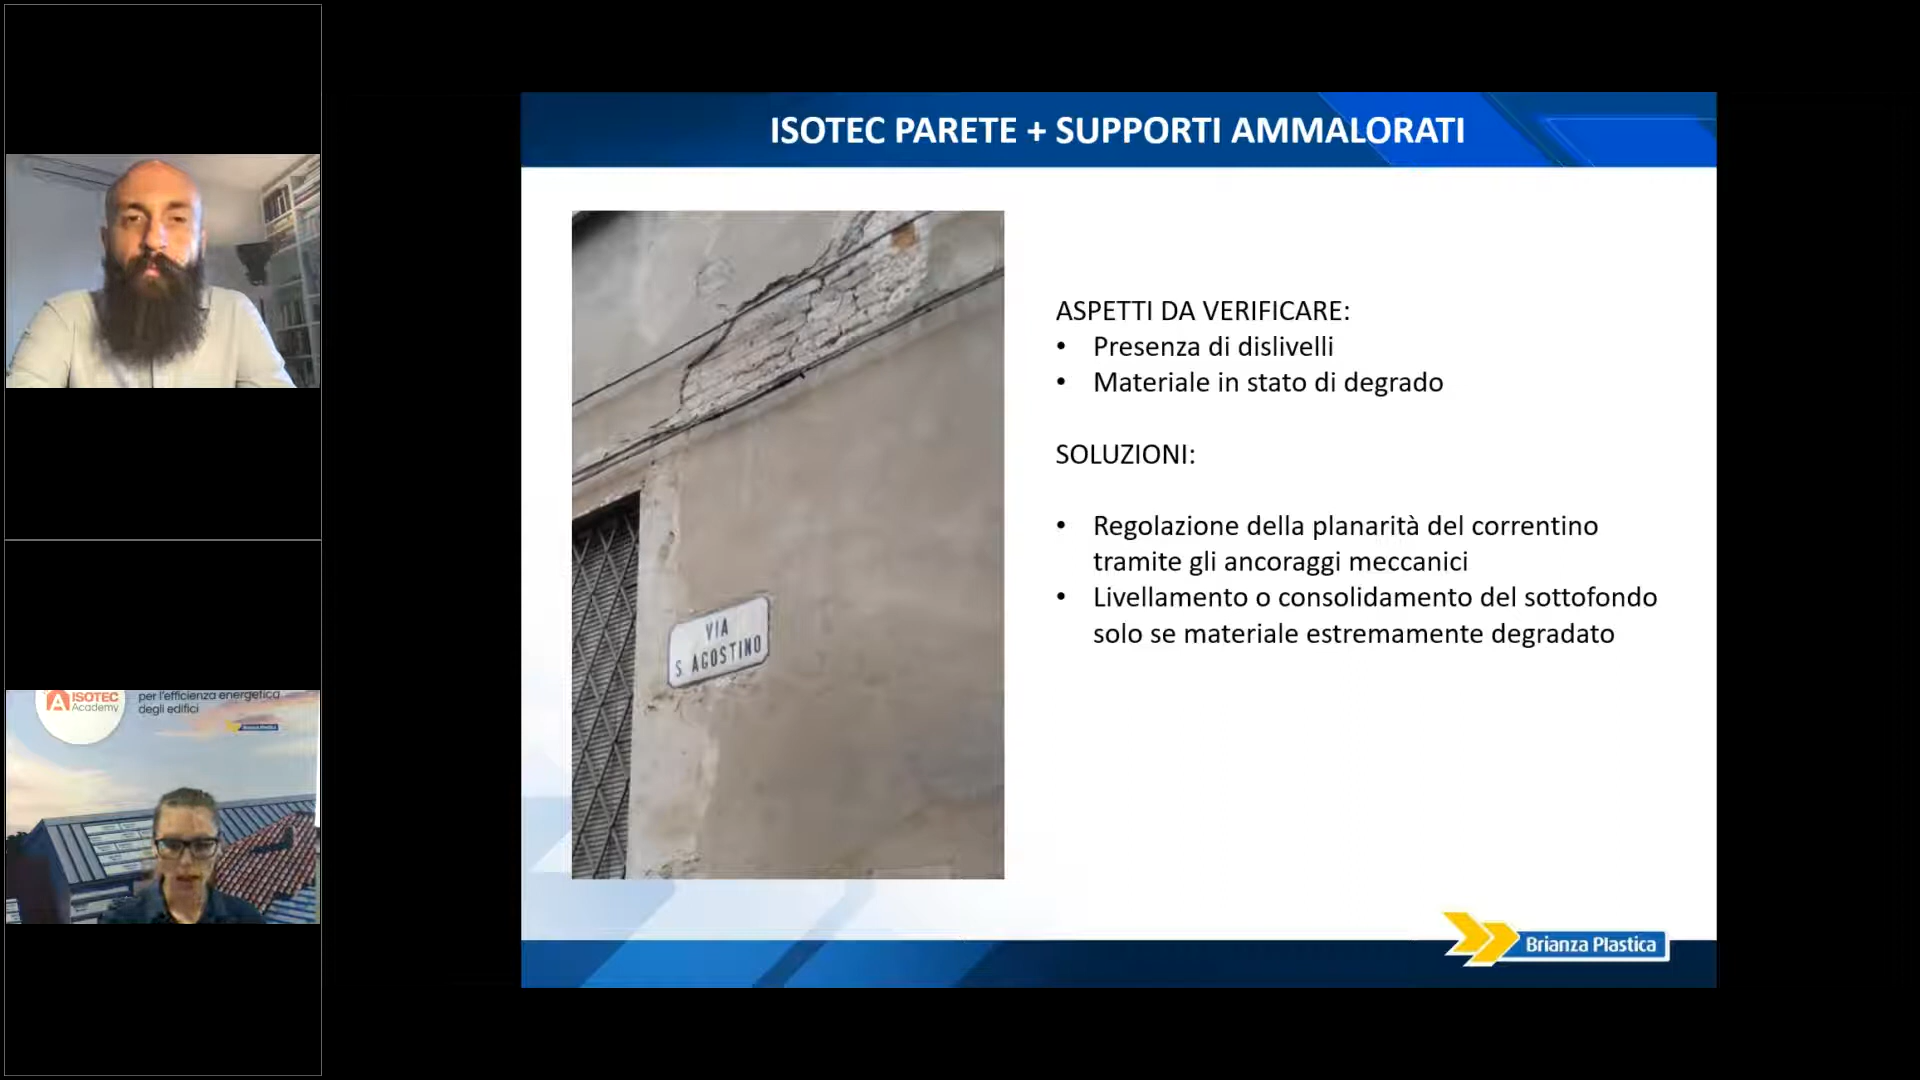 ISOTEC PARETE + SUPPORTI AMMALORATI
ASPETTI DA VERIFICARE:
• Presenza di dislivelli
• Materiale in stato di degrado
SOLUZIONI:
• Regolazione della planarità del correntino
tramite gli ancoraggi meccanici
• Livellamento o consolidamento del sottofondo
solo se materiale estremamente degradato
VIA
S. AGOSTINO
Brianza Plastica
ISOTEC
Academy
per l'efficienza energetica
degli edifici
Brianza Plastica